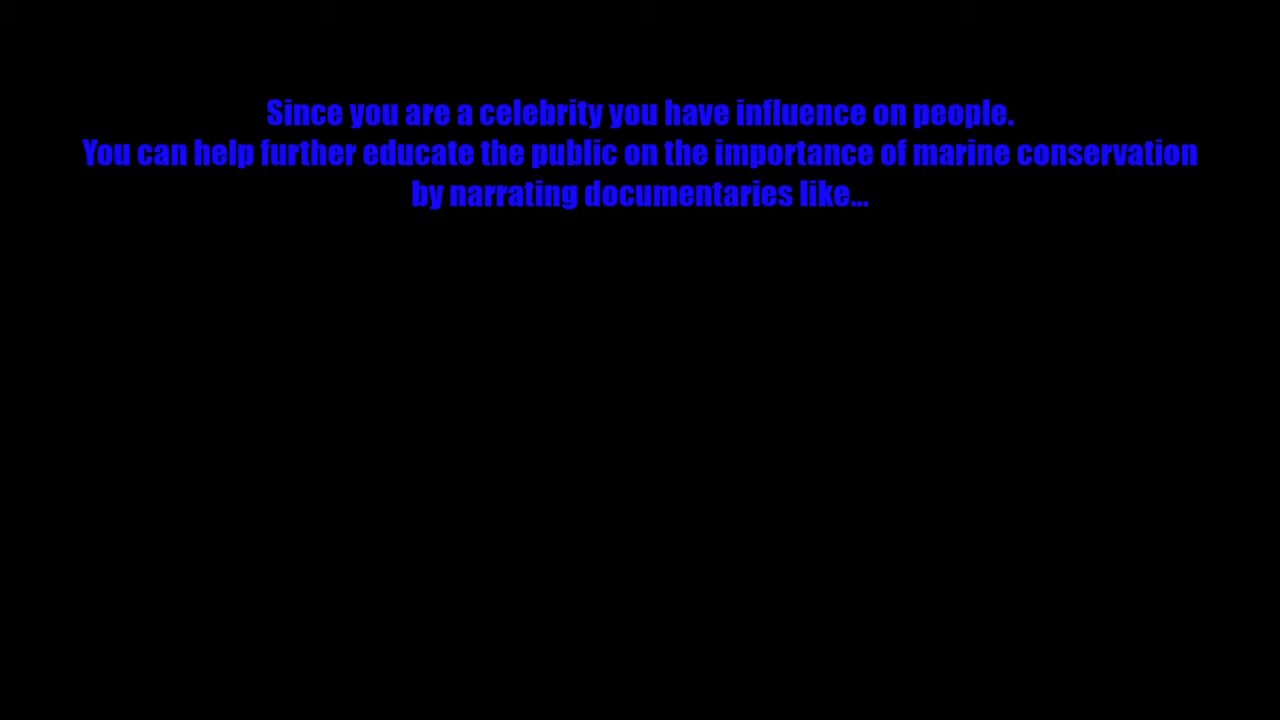 Since you are a celebrity you have influence on people.
You can help further educate the public on the importance of marine conservation
by narrating documentaries like...